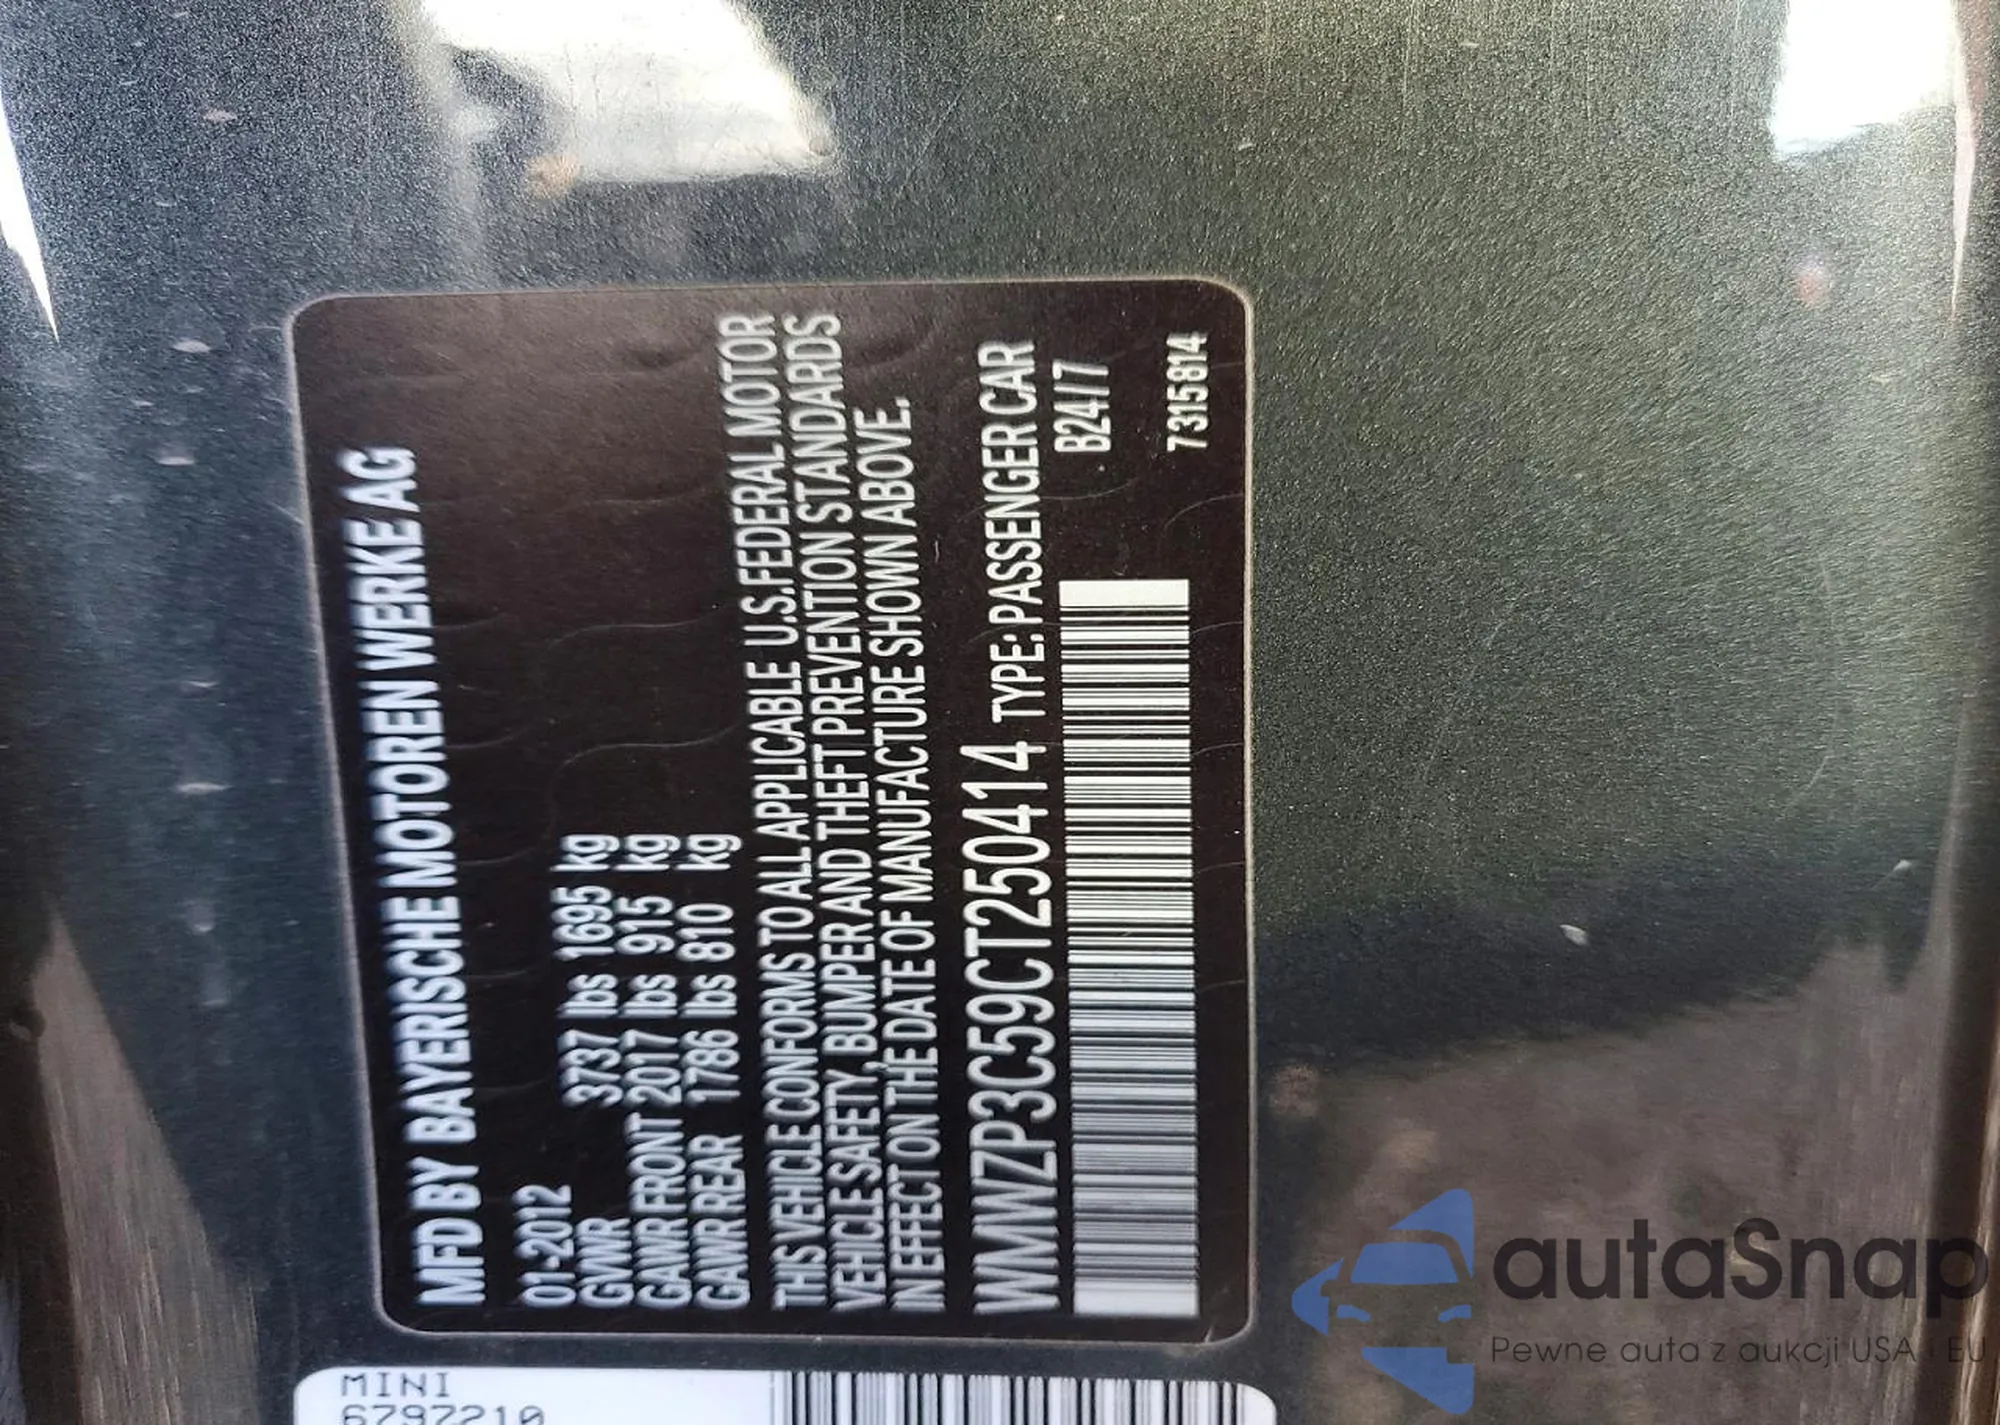 MFD BY BAYERISCHE MOTOREN WERKE AG
01-2012
GVWR 3737 lbs 1695 kg
GAWR FRONT 2017 lbs 915 kg
GAWR REAR 1786 lbs 810 kg
THIS VEHICLE CONFORMS TO ALL APPLICABLE U.S. FEDERAL MOTOR
VEHICLE SAFETY, BUMPER AND THEFT PREVENTION STANDARDS
IN EFFECT ON THE DATE OF MANUFACTURE SHOWN ABOVE.
WMWZP3C59CT250414 TYPE: PASSENGER CAR
B24/7
7315814
MINI
6797210
autaSnap
Pewne auta z aukcji USA i EU